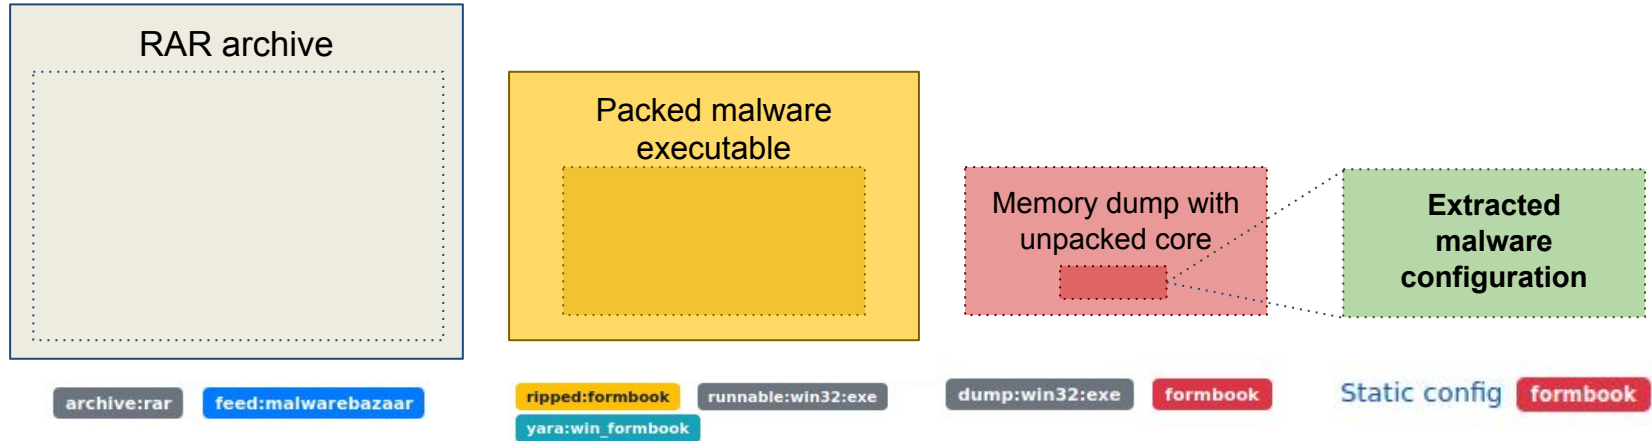 RAR archive
Packed malware
executable
Memory dump with
unpacked core
Extracted
malware
configuration
archive:rar feed:malwarebazaar
ripped:formbook runnable:win32:exe
yara:win_formbook
dump:win32:exe formbook
Static config formbook